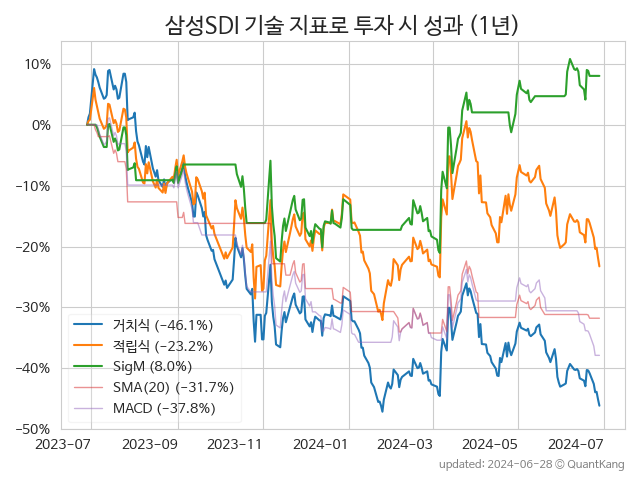 삼성SDI 기술 지표로 투자 시 성과 (1년)
10%
0%
−10%
−20%
−30%
−40%
−50%
거치식 (−46.1%)
적립식 (−23.2%)
SigM (8.0%)
SMA(20) (−31.7%)
MACD (−37.8%)
2023-07 2023-09 2023-11 2024-01 2024-03 2024-05 2024-07
updated: 2024-06-28 ⓒ QuantKang